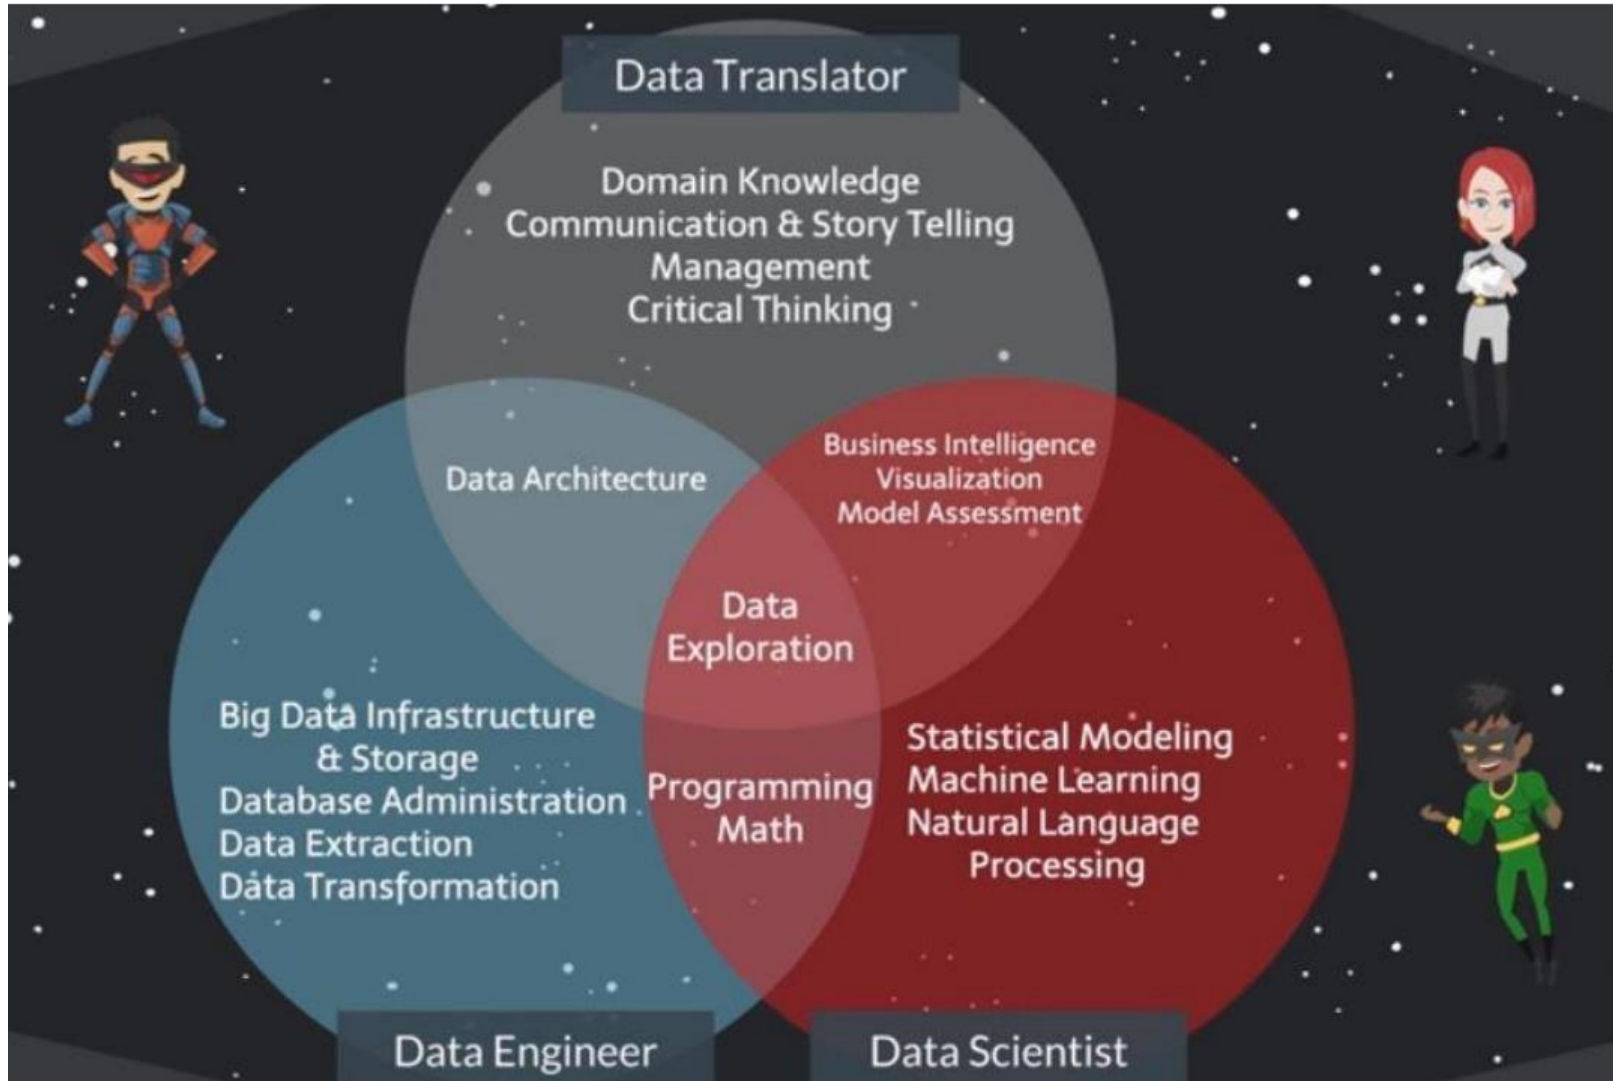 Data Translator
Domain Knowledge
Communication & Story Telling
Management
Critical Thinking
Data Architecture
Business Intelligence
Visualization
Model Assessment
Data
Exploration
Big Data Infrastructure
& Storage
Database Administration
Data Extraction
Data Transformation
Programming
Math
Statistical Modeling
Machine Learning
Natural Language
Processing
Data Engineer
Data Scientist